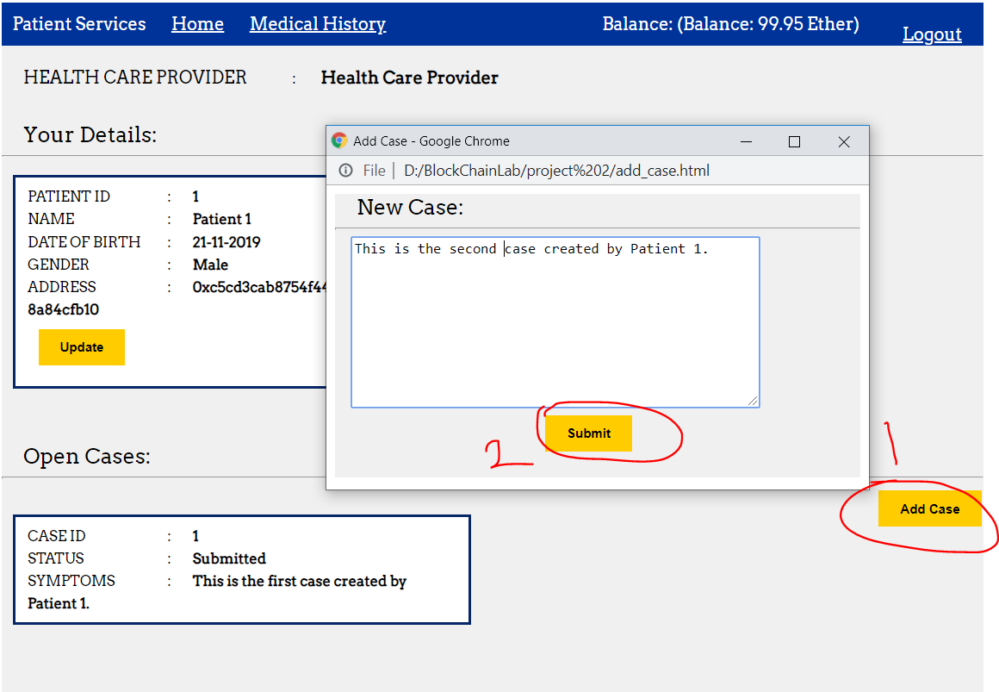 Patient Services Home Medical History Balance: (Balance: 99.95 Ether) Logout
HEALTH CARE PROVIDER : Health Care Provider
Your Details:
PATIENT ID : 1
NAME : Patient 1
DATE OF BIRTH : 21-11-2019
GENDER : Male
ADDRESS : 0xc5cd3cab8754f44
8a84cfb10
Update
Add Case - Google Chrome
File D:/BlockChainLab/project%202/add_case.html
New Case:
This is the second case created by Patient 1.
Submit
2
1
Open Cases:
Add Case
CASE ID : 1
STATUS : Submitted
SYMPTOMS : This is the first case created by
Patient 1.